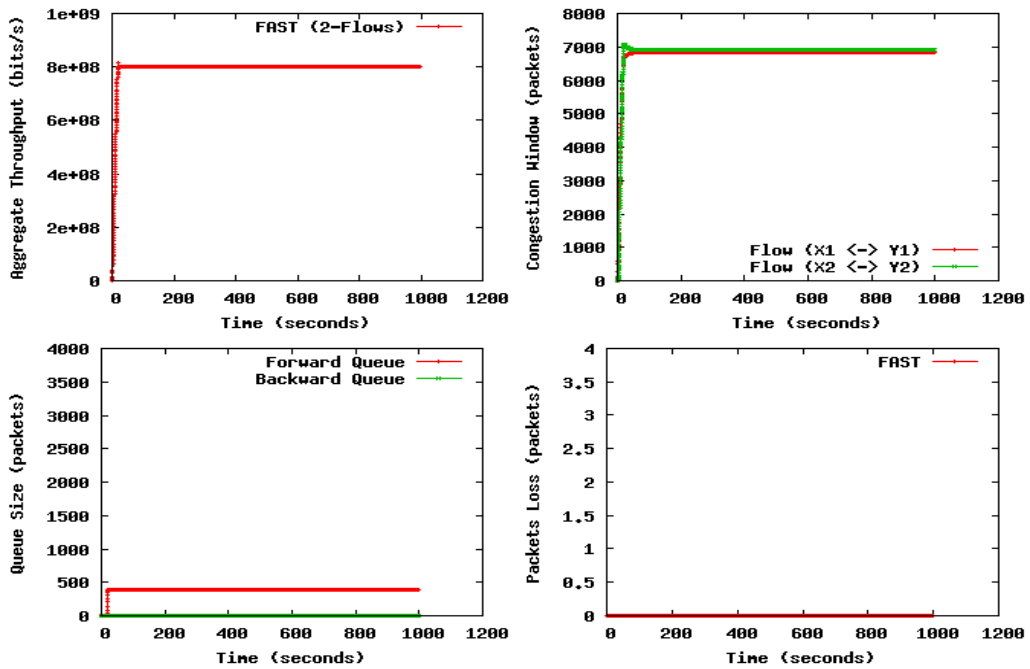 Aggregate Throughput (bits/s)
1e+09
8e+08
6e+08
4e+08
2e+08
0
FAST (2-Flows)
0 200 400 600 800 1000 1200
Time (seconds)
Congestion Window (packets)
8000
7000
6000
5000
4000
3000
2000
1000
0
Flow (X1 <-> Y1)
Flow (X2 <-> Y2)
0 200 400 600 800 1000 1200
Time (seconds)
Queue Size (packets)
4000
3500
3000
2500
2000
1500
1000
500
0
Forward Queue
Backward Queue
0 200 400 600 800 1000 1200
Time (seconds)
Packets Loss (packets)
4
3.5
3
2.5
2
1.5
1
0.5
0
FAST
0 200 400 600 800 1000 1200
Time (seconds)